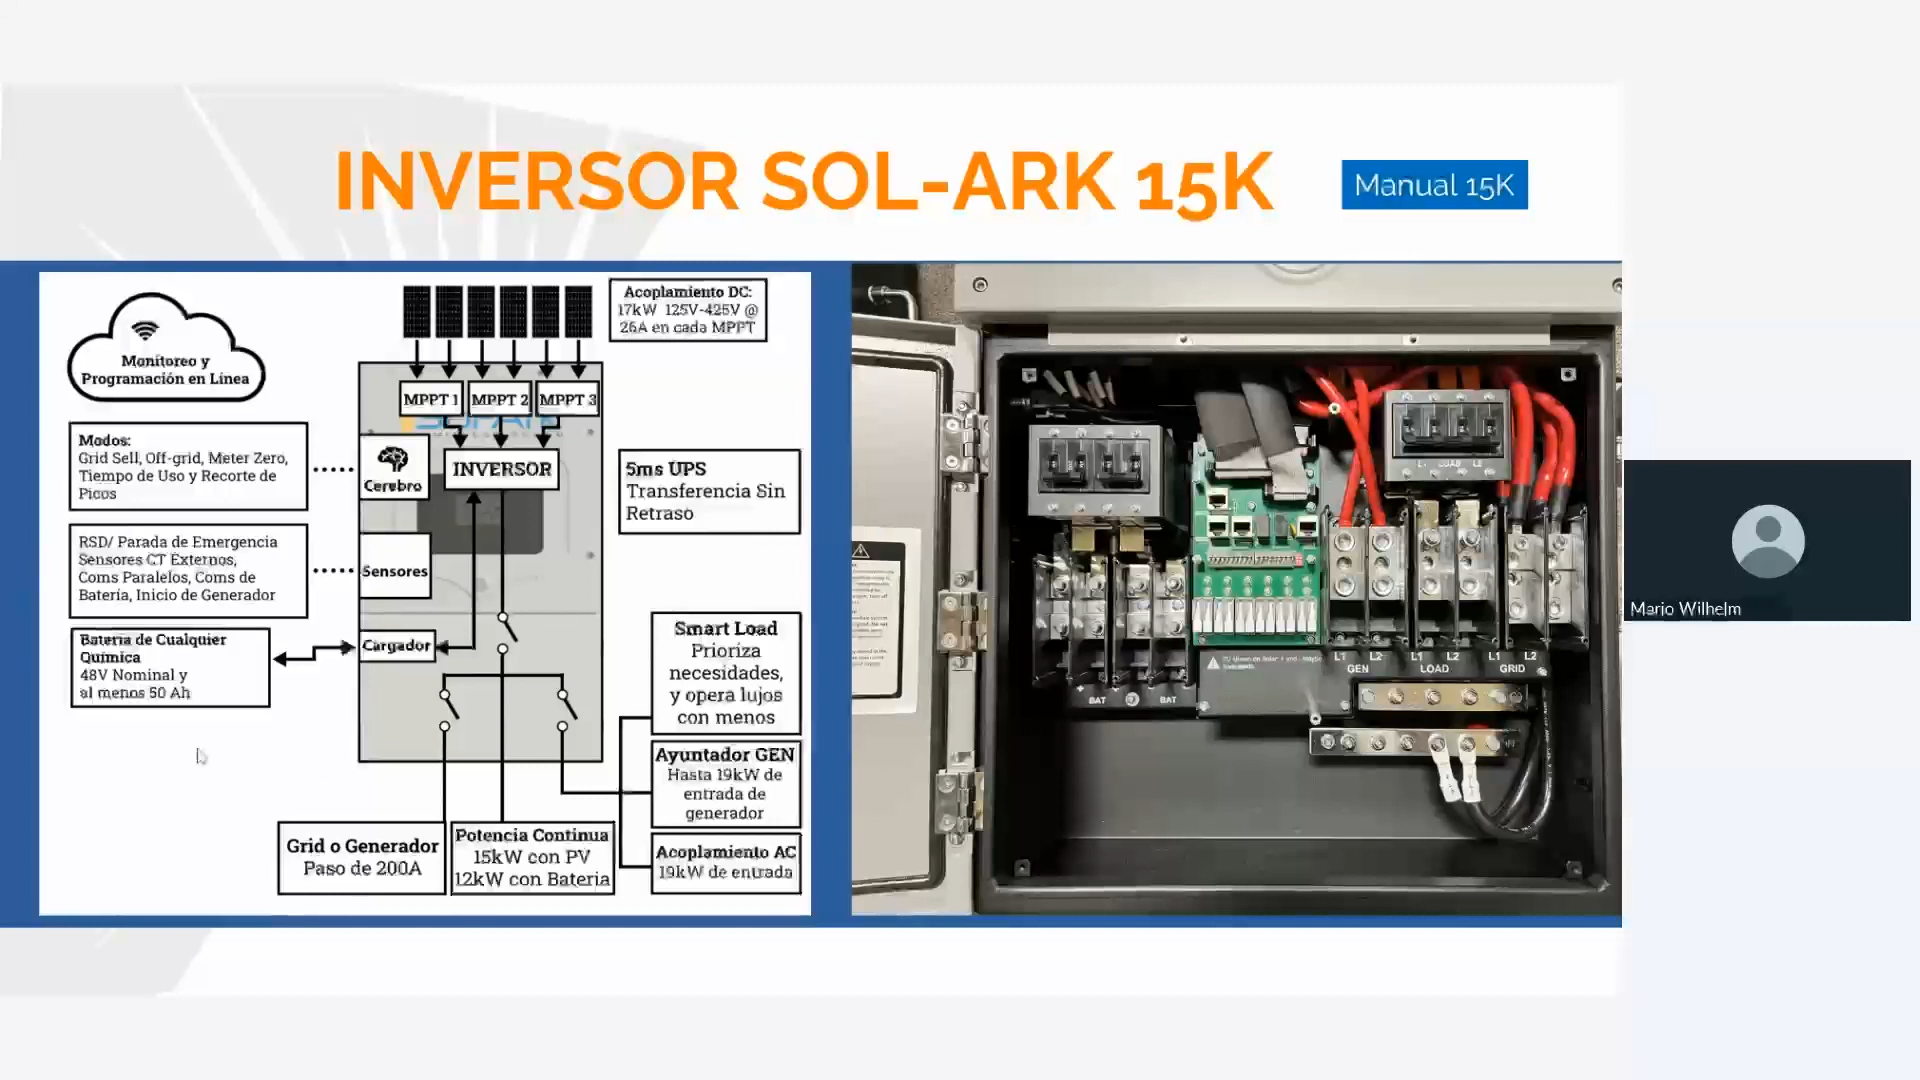 INVERSOR SOL-ARK 15K
Manual 15K
Monitoreo y
Programación en Línea
Acoplamiento DC:
17kW 125V-425V @
26A en cada MPPT
MPPT 1
MPPT 2
MPPT 3
Modos:
Grid Sell, Off-grid, Meter Zero,
Tiempo de Uso y Recorte de
Picos
Cerebro
INVERSOR
5ms UPS
Transferencia Sin
Retraso
RSD/ Parada de Emergencia
Sensores CT Externos,
Coms Paralelos, Coms de
Batería, Inicio de Generador
Sensores
Bateria de Cualquier
Química
48V Nominal y
al menos 50 Ah
Cargador
Smart Load
Prioriza
necesidades,
y opera lujos
con menos
Ayuntador GEN
Hasta 19kW de
entrada de
generador
Grid o Generador
Paso de 200A
Potencia Continua
15kW con PV
12kW con Bateria
Acoplamiento AC
19kW de entrada
L1 LOAD L2
L1 L2 L1 L2 L1 L2
GEN LOAD GRID
BAT BAT
Mario Wilhelm